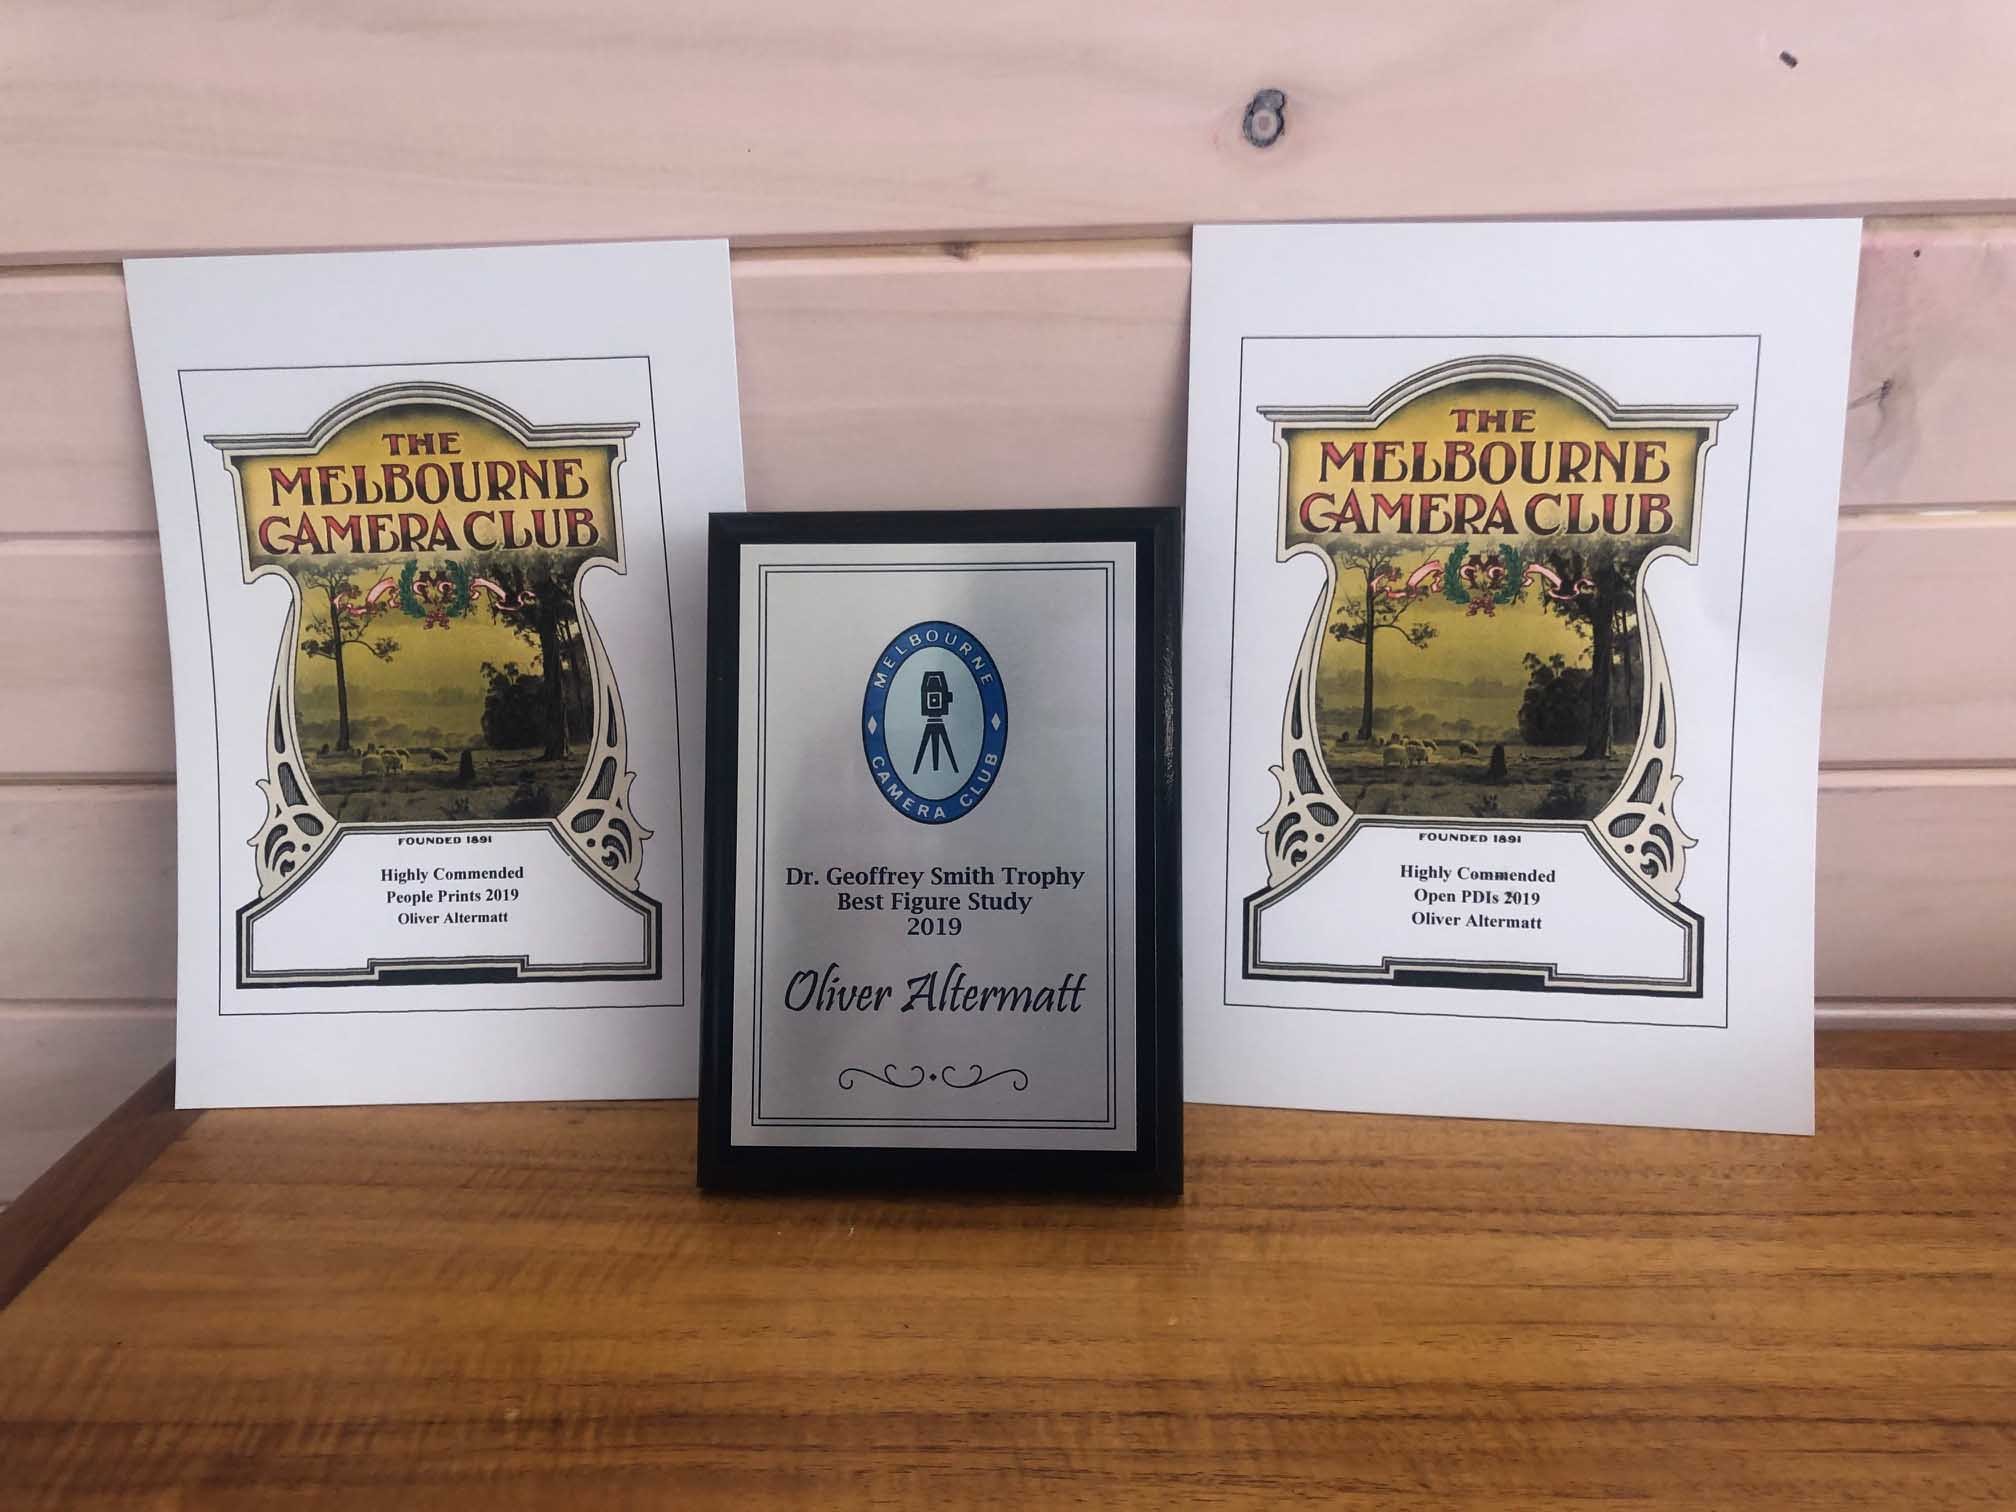 THE
MELBOURNE
CAMERA CLUB
FOUNDED 1891
Highly Commended
People Prints 2019
Oliver Altermatt
MELBOURNE
CAMERA CLUB
Dr. Geoffrey Smith Trophy
Best Figure Study
2019
Oliver Altermatt
THE
MELBOURNE
CAMERA CLUB
FOUNDED 1891
Highly Commended
Open PDIs 2019
Oliver Altermatt